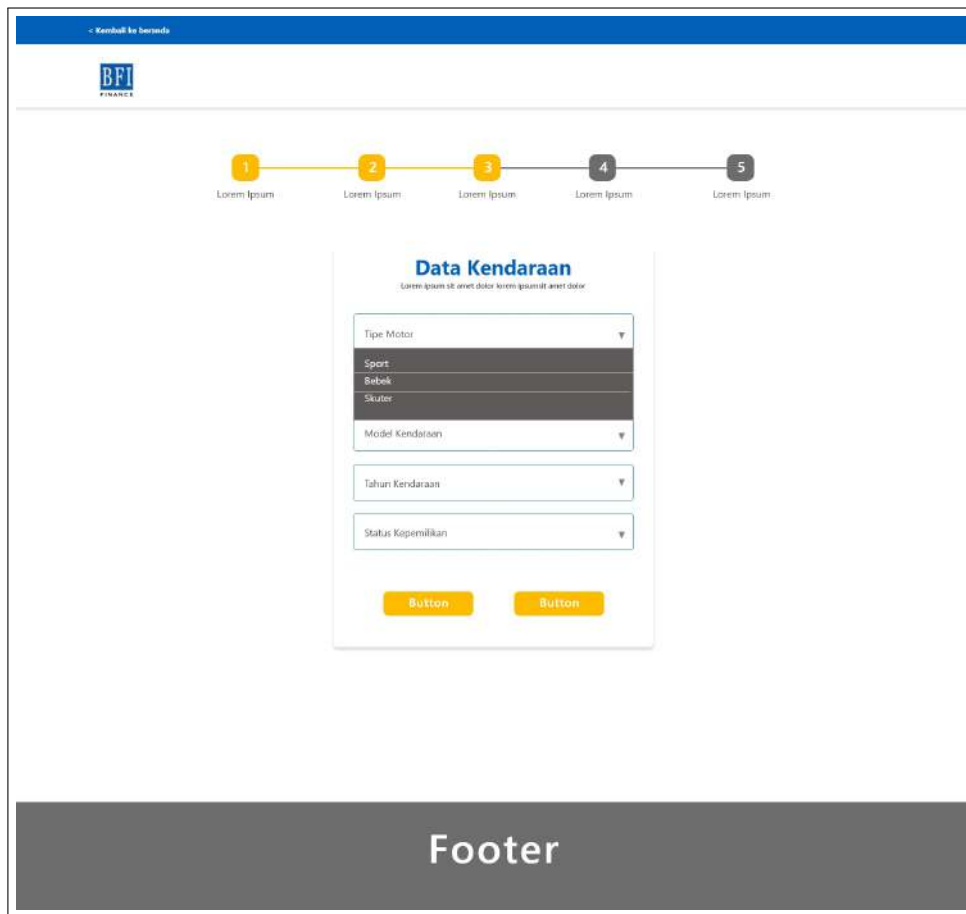 < Kembali ke beranda
BFI
FINANCE
1 2 3 4 5
Lorem Ipsum Lorem Ipsum Lorem Ipsum Lorem Ipsum Lorem Ipsum
Data Kendaraan
Lorem ipsum sit amet dolor lorem ipsumsit amet dolor
Tipe Motor ▼
Sport
Bebek
Skuter
Model Kendaraan ▼
Tahun Kendaraan ▼
Status Kepemilikan ▼
Button Button
Footer